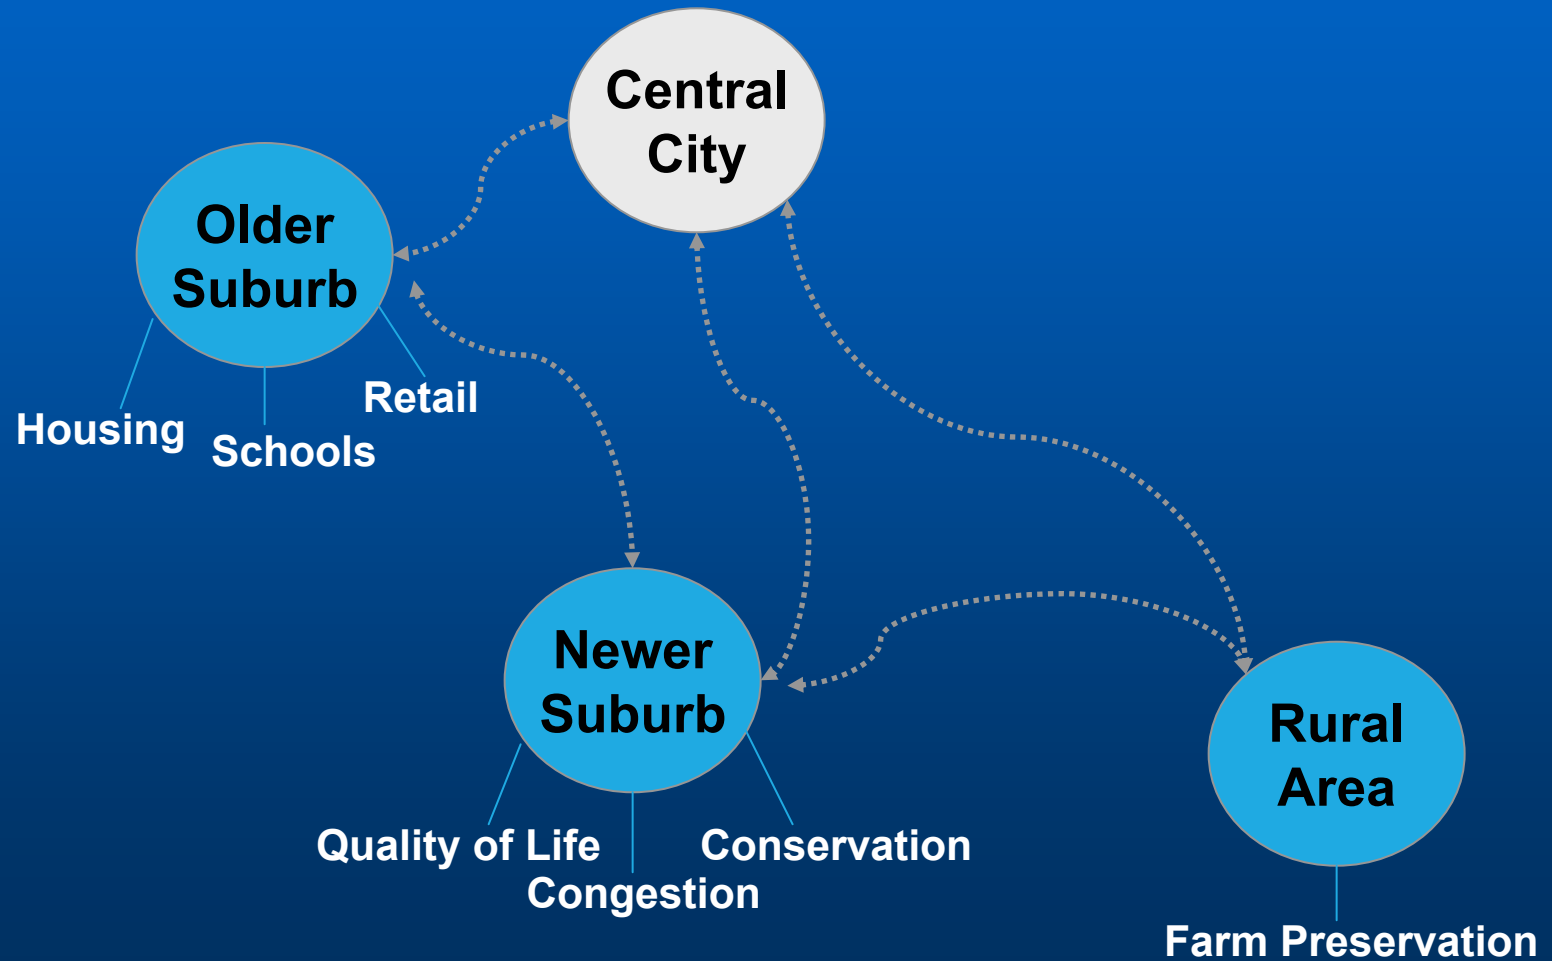 Central
City
Older
Suburb
Retail
Housing
Schools
Newer
Suburb
Rural
Area
Quality of Life
Conservation
Congestion
Farm Preservation